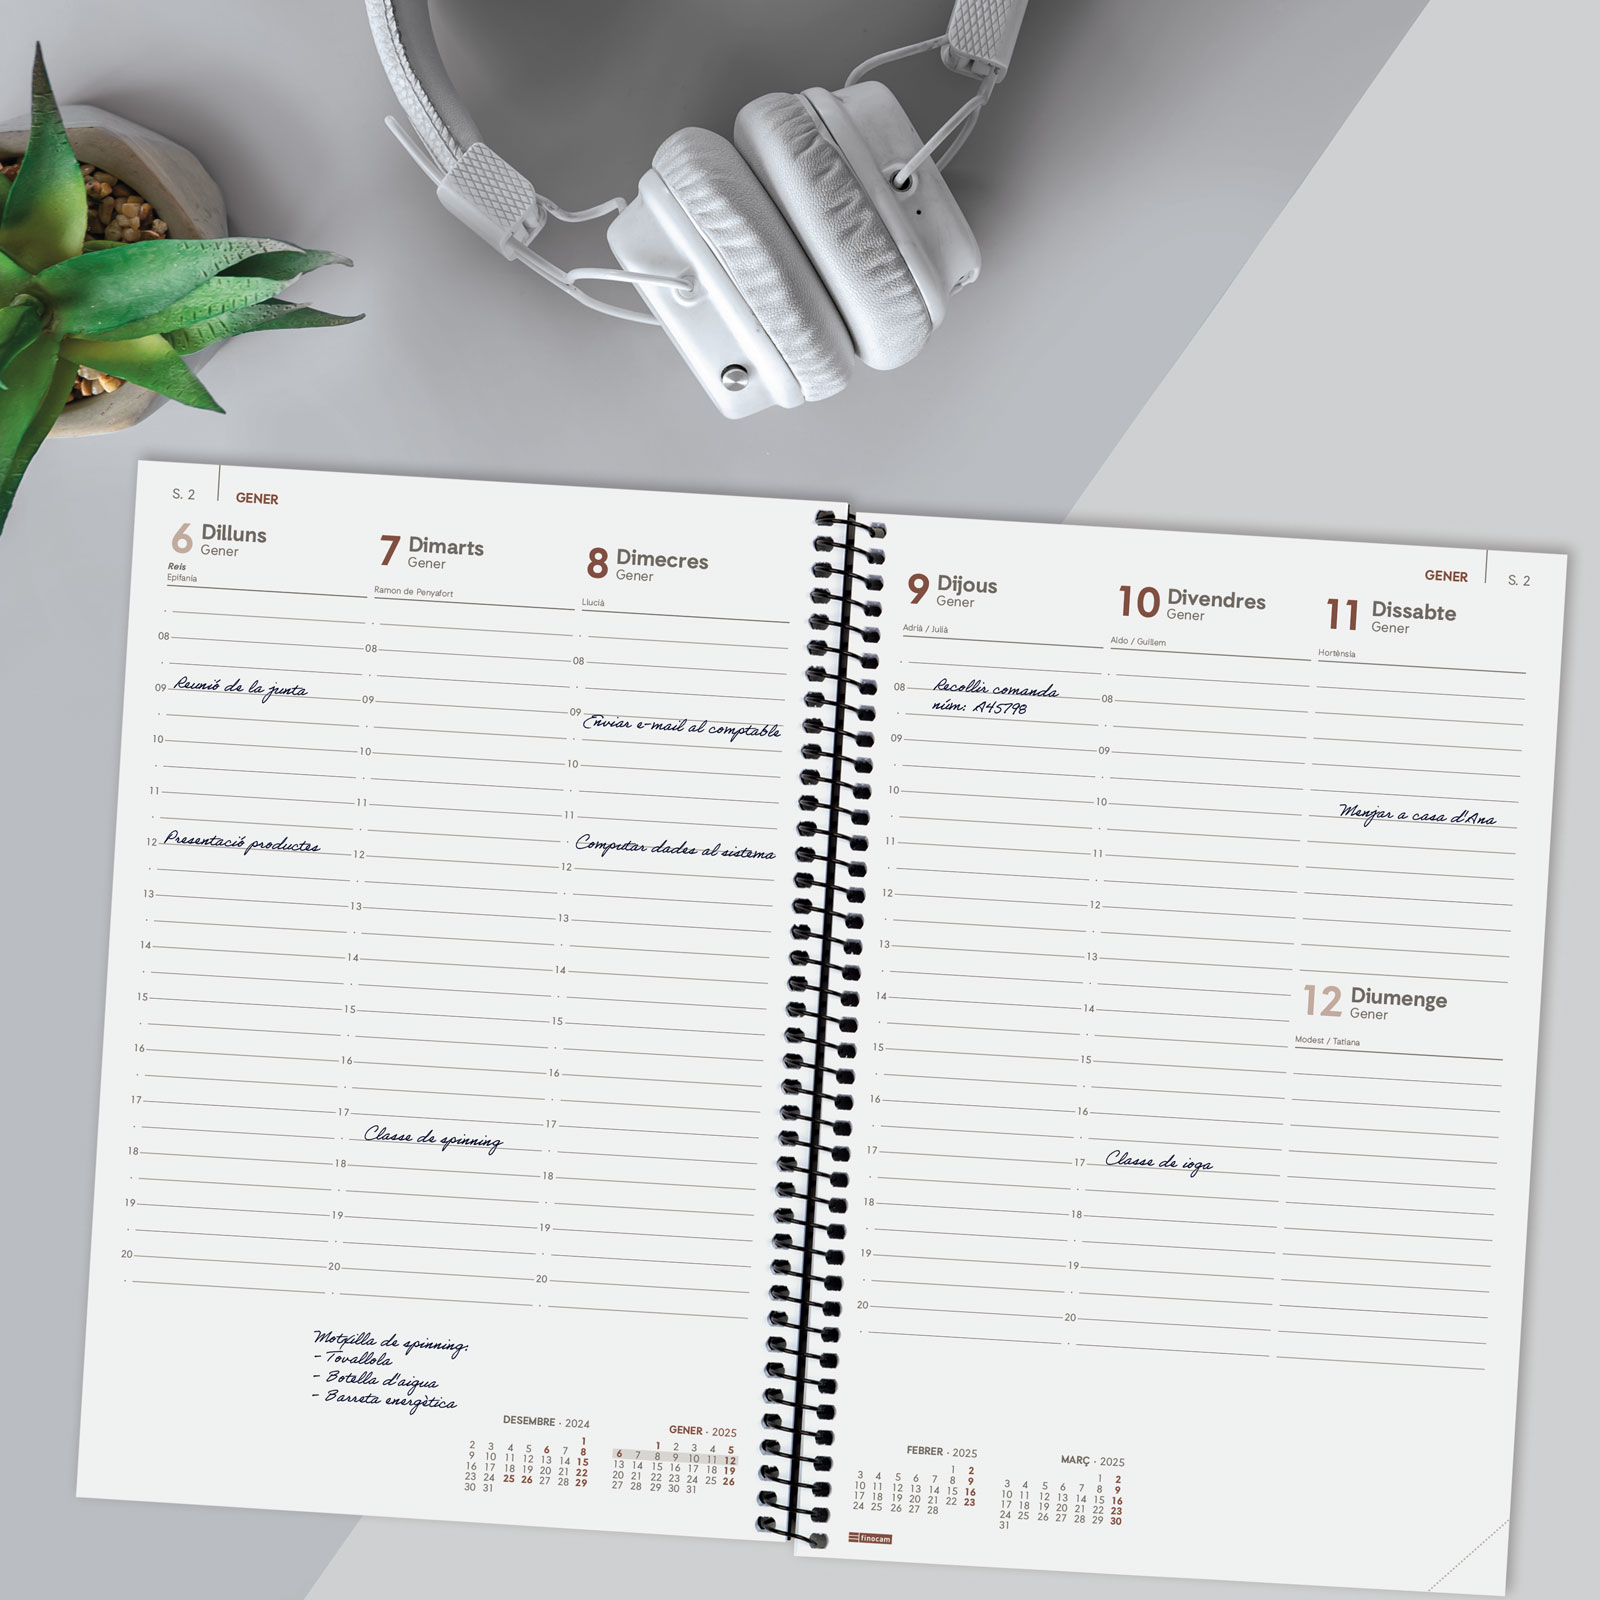 S. 2
GENER
6 Dilluns
Gener
Reis
Epifania
08
09 Reunió de la junta
10
11
12 Presentació productes
13
14
15
16
17
18
19
20
7 Dimarts
Gener
Ramon de Penyafort
08
09
10
11
12
13
14
15
16
17
Classe de spinning
18
19
20
8 Dimecres
Gener
Llucià
08
09
Enviar e-mail al comptable
10
11
Computar dades al sistema
12
13
14
15
16
17
18
19
20
Motxilla de spinning:
- Tovallola
- Botella d'aigua
- Barreta energètica
DESEMBRE · 2024
1
2 3 4 5 6 7 8
9 10 11 12 13 14 15
16 17 18 19 20 21 22
23 24 25 26 27 28 29
30 31
GENER · 2025
1 2 3 4 5
6 7 8 9 10 11 12
13 14 15 16 17 18 19
20 21 22 23 24 25 26
27 28 29 30 31
GENER
S. 2
9 Dijous
Gener
Adrià / Julià
08 Recollir comanda
núm: A45798
09
10
11
12
13
14
15
16
17
18
19
20
10 Divendres
Gener
Aldo / Guillem
08
09
10
11
12
13
14
15
16
17 Classe de ioga
18
19
20
11 Dissabte
Gener
Hortènsia
Menjar a casa d'Ana
12 Diumenge
Gener
Modest / Tatiana
FEBRER · 2025
1 2
3 4 5 6 7 8 9
10 11 12 13 14 15 16
17 18 19 20 21 22 23
24 25 26 27 28
MARÇ · 2025
1 2
3 4 5 6 7 8 9
10 11 12 13 14 15 16
17 18 19 20 21 22 23
24 25 26 27 28 29 30
31
finocam